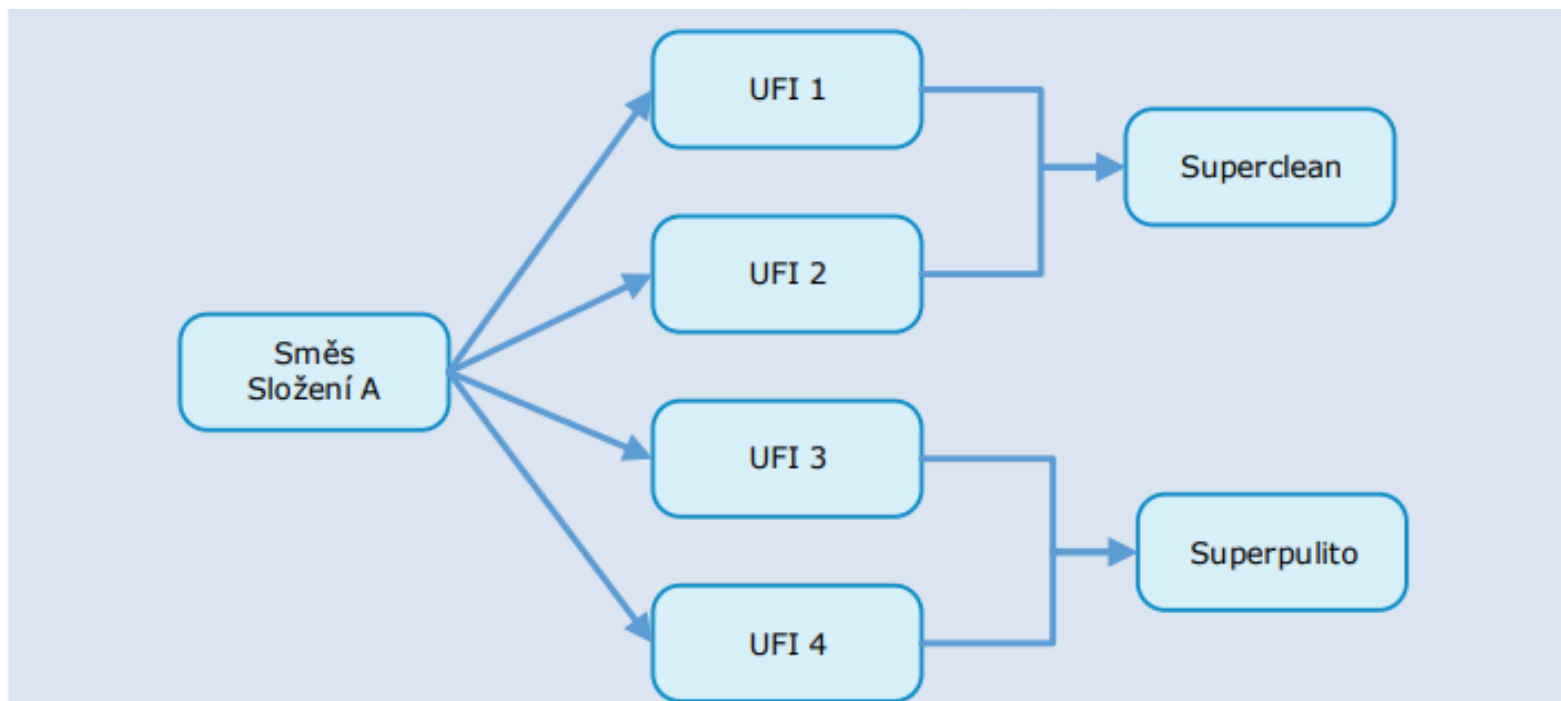 UFI 1
Superclean
UFI 2
Směs
Složení A
UFI 3
Superpulito
UFI 4